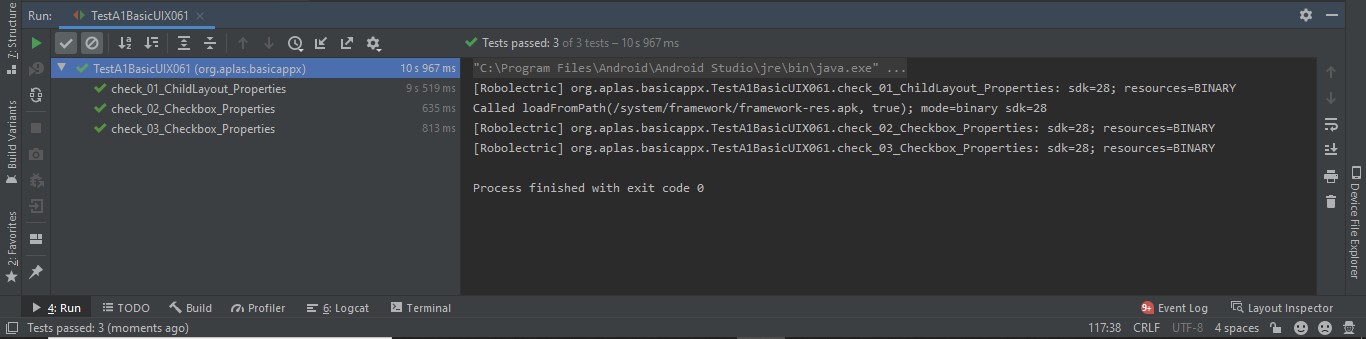 Run: TestA1BasicUIX061
7: Structure
Build Variants
2: Favorites
Tests passed: 3 of 3 tests – 10 s 967 ms
TestA1BasicUIX061 (org.aplas.basicappx) 10 s 967 ms
check_01_ChildLayout_Properties 9 s 519 ms
check_02_Checkbox_Properties 635 ms
check_03_Checkbox_Properties 813 ms
"C:\Program Files\Android\Android Studio\jre\bin\java.exe" ...
[Robolectric] org.aplas.basicappx.TestA1BasicUIX061.check_01_ChildLayout_Properties: sdk=28; resources=BINARY
Called loadFromPath(/system/framework/framework-res.apk, true); mode=binary sdk=28
[Robolectric] org.aplas.basicappx.TestA1BasicUIX061.check_02_Checkbox_Properties: sdk=28; resources=BINARY
[Robolectric] org.aplas.basicappx.TestA1BasicUIX061.check_03_Checkbox_Properties: sdk=28; resources=BINARY
Process finished with exit code 0
Device File Explorer
4: Run TODO Build Profiler 6: Logcat Terminal 9+ Event Log Layout Inspector
Tests passed: 3 (moments ago) 117:38 CRLF UTF-8 4 spaces